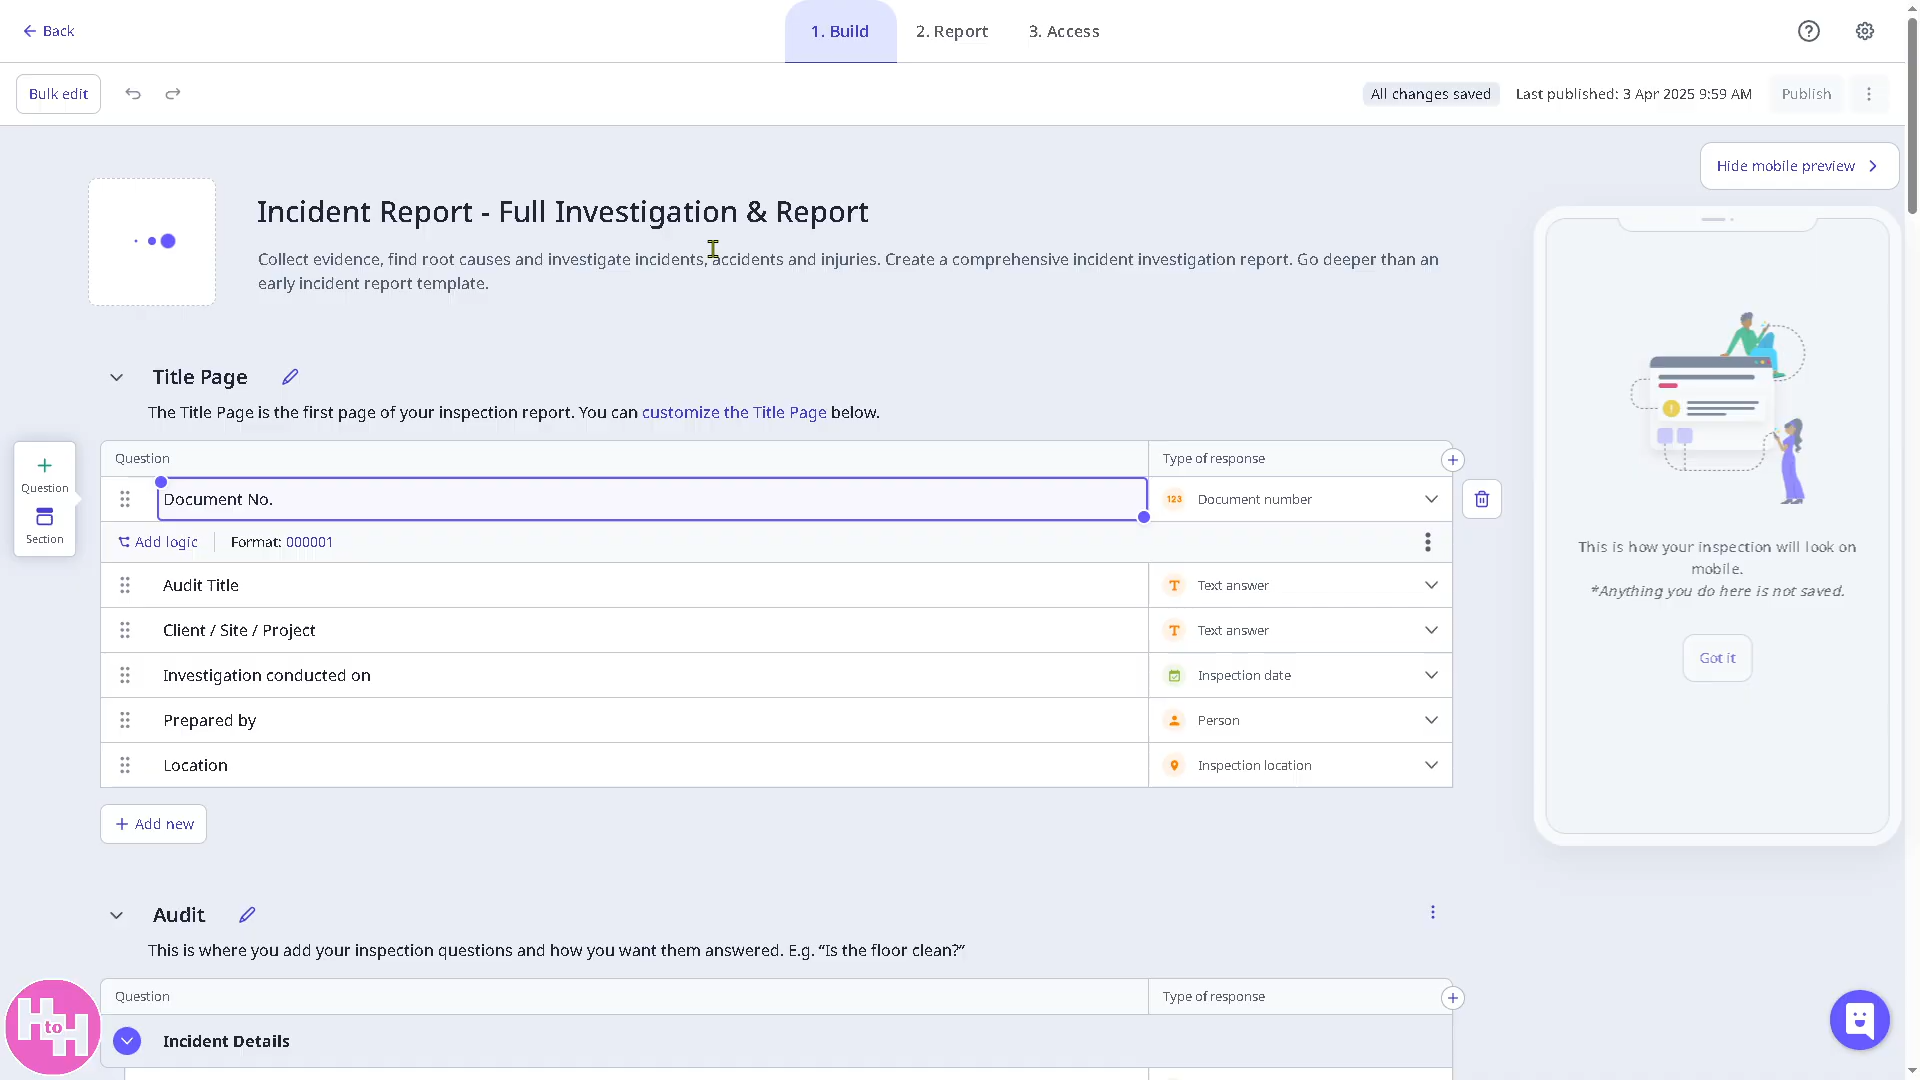 Back
1. Build
2. Report
3. Access
Bulk edit
All changes saved
Last published: 3 Apr 2025 9:59 AM
Publish
Hide mobile preview
Incident Report - Full Investigation & Report
Collect evidence, find root causes and investigate incidents, accidents and injuries. Create a comprehensive incident investigation report. Go deeper than an
early incident report template.
Title Page
The Title Page is the first page of your inspection report. You can customize the Title Page below.
Question
Section
Question
Type of response
Document No.
123 Document number
Add logic
Format: 000001
Audit Title
T Text answer
Client / Site / Project
T Text answer
Investigation conducted on
Inspection date
Prepared by
Person
Location
Inspection location
Add new
This is how your inspection will look on
mobile.
*Anything you do here is not saved.
Got it
Audit
This is where you add your inspection questions and how you want them answered. E.g. “Is the floor clean?”
Question
Type of response
Incident Details
H to H